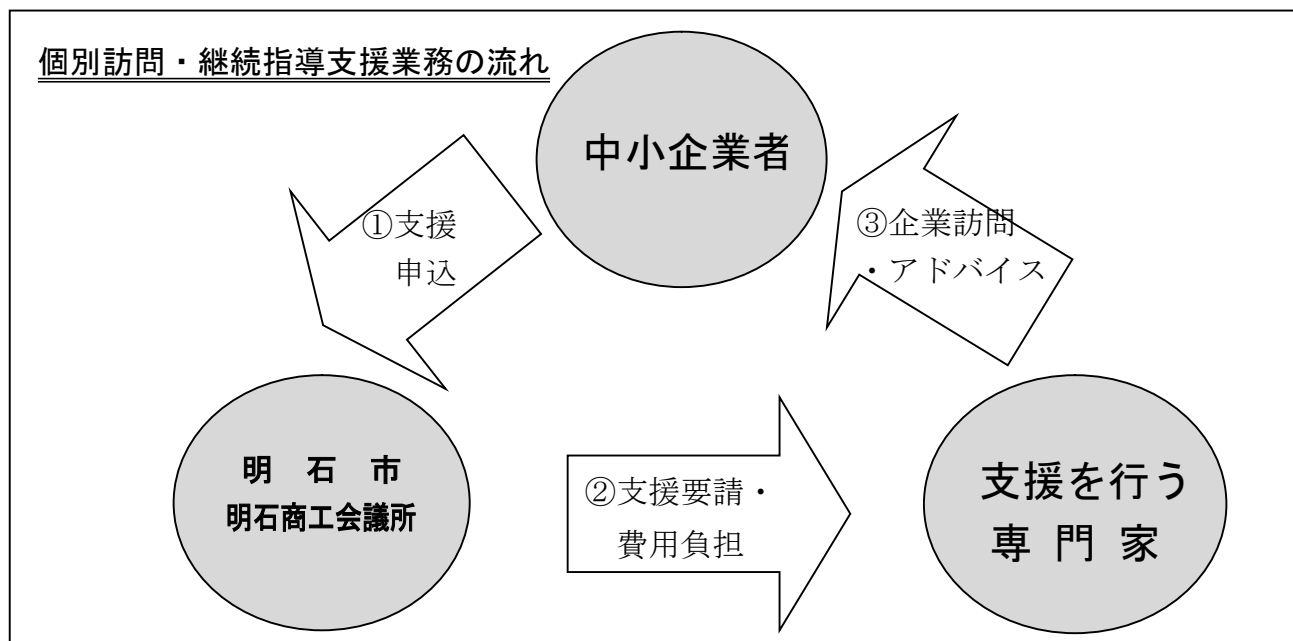 個別訪問・継続指導支援業務の流れ
中小企業者
①支援
申込
③企業訪問
・アドバイス
明 石 市
明石商工会議所
②支援要請・
費用負担
支援を行う
専 門 家